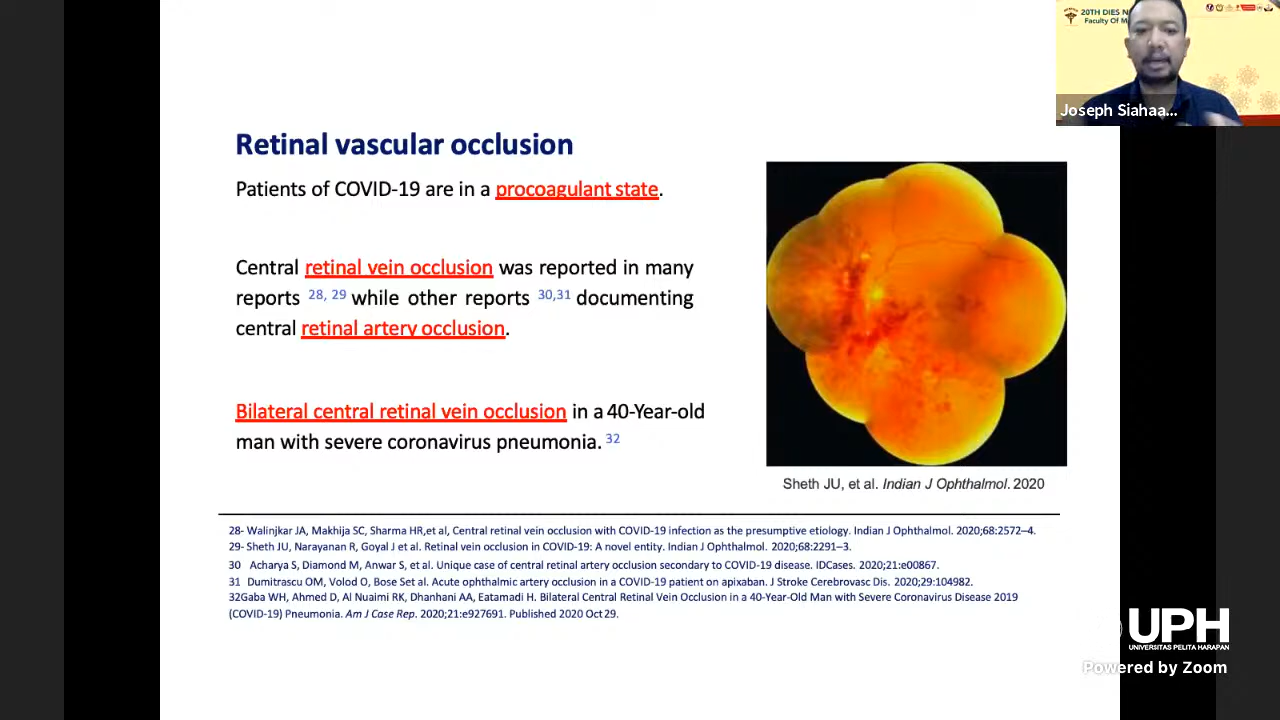 20TH DIES N
Faculty Of M
Joseph Siahaa...
Retinal vascular occlusion
Patients of COVID-19 are in a procoagulant state.
Central retinal vein occlusion was reported in many
reports 28, 29 while other reports 30,31 documenting
central retinal artery occlusion.
Bilateral central retinal vein occlusion in a 40-Year-old
man with severe coronavirus pneumonia. 32
Sheth JU, et al. Indian J Ophthalmol. 2020
28- Walinjkar JA, Makhija SC, Sharma HR,et al, Central retinal vein occlusion with COVID-19 infection as the presumptive etiology. Indian J Ophthalmol. 2020;68:2572–4.
29- Sheth JU, Narayanan R, Goyal J et al. Retinal vein occlusion in COVID-19: A novel entity. Indian J Ophthalmol. 2020;68:2291–3.
30 Acharya S, Diamond M, Anwar S, et al. Unique case of central retinal artery occlusion secondary to COVID-19 disease. IDCases. 2020;21:e00867.
31 Dumitrascu OM, Volod O, Bose Set al. Acute ophthalmic artery occlusion in a COVID-19 patient on apixaban. J Stroke Cerebrovasc Dis. 2020;29:104982.
32Gaba WH, Ahmed D, Al Nuaimi RK, Dhanhani AA, Eatamadi H. Bilateral Central Retinal Vein Occlusion in a 40-Year-Old Man with Severe Coronavirus Disease 2019
(COVID-19) Pneumonia. Am J Case Rep. 2020;21:e927691. Published 2020 Oct 29.
UPH
UNIVERSITAS PELITA HARAPAN
Powered by Zoom